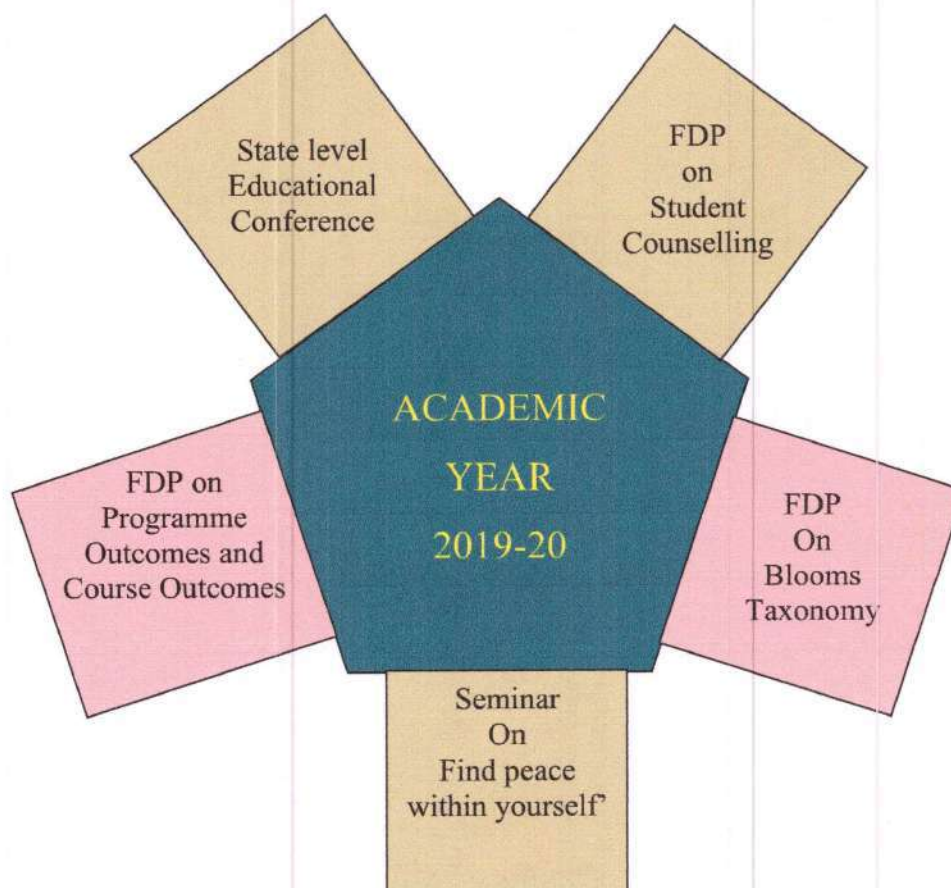 State level
Educational
Conference
FDP
on
Student
Counselling
ACADEMIC
YEAR
2019-20
FDP on
Programme
Outcomes and
Course Outcomes
FDP
On
Blooms
Taxonomy
Seminar
On
Find peace
within yourself’